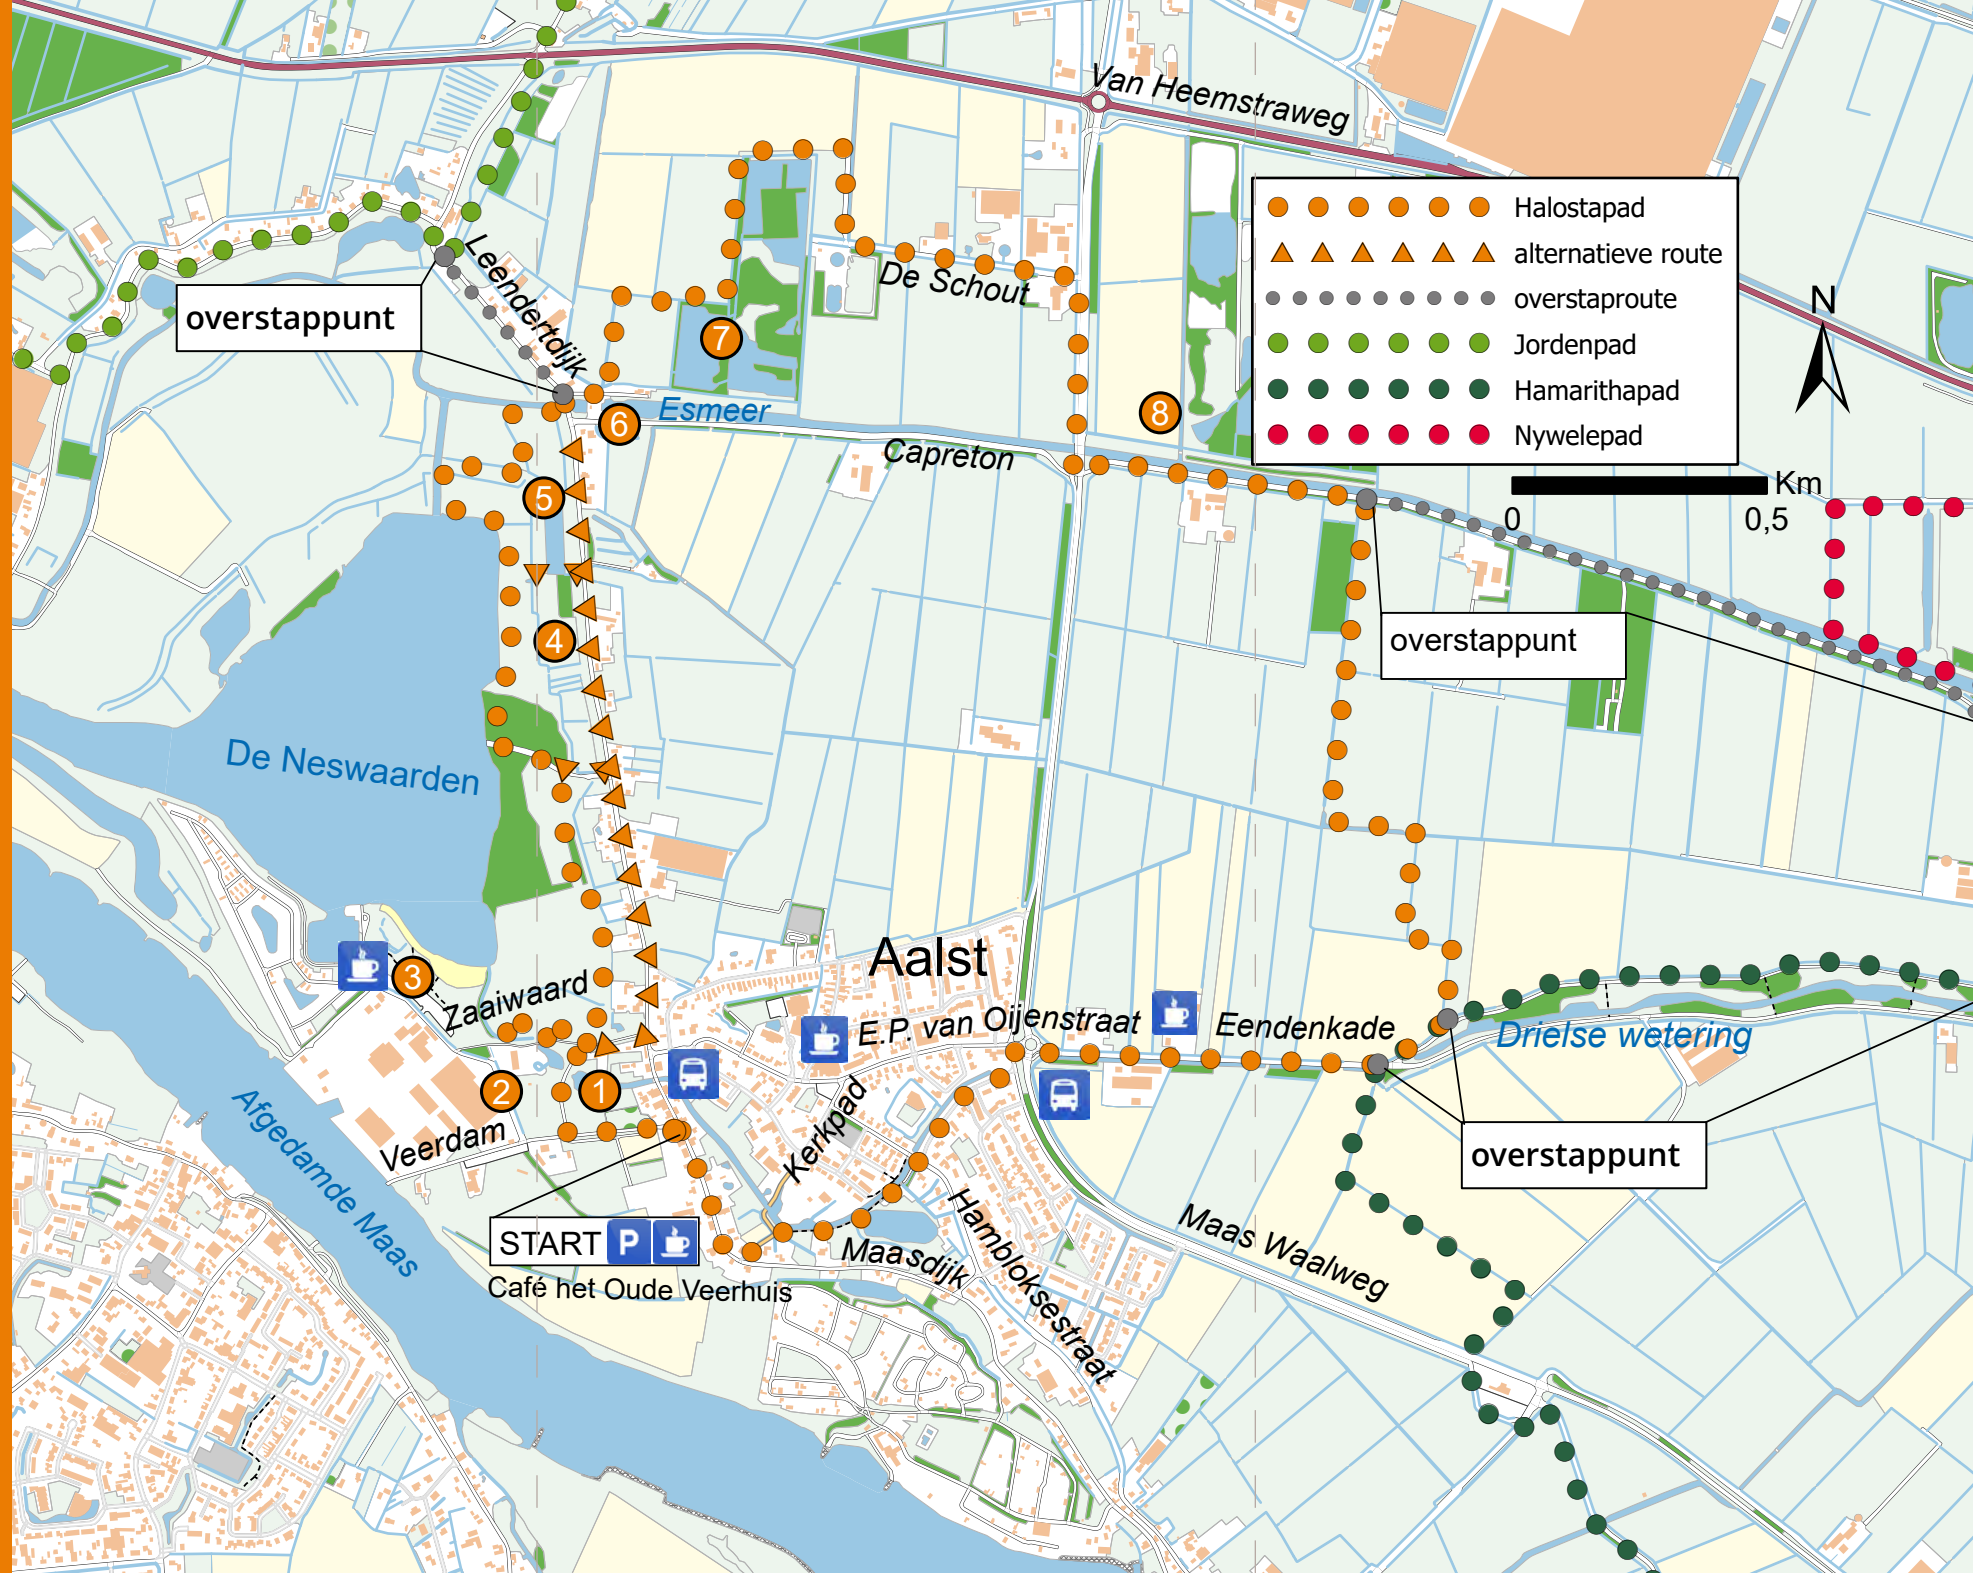 Van Heemstraweg
Halostapad
alternatieve route
overstaproute
Jordenpad
Hamarithapad
Nywelepad
N
Km
0
0,5
Leendertdijk
overstappunt
De Schout
7
8
6
Esmeer
Capreton
5
overstappunt
4
De Neswaarden
Aalst
3
Zaaiwaard
E.P. van Oijenstraat
Eendenkade
Drielse wetering
2
1
Kerkpad
Veerdam
Afgedamde Maas
overstappunt
START P
Café het Oude Veerhuis
Maasdijk
Hambloksestraat
Maas Waalweg